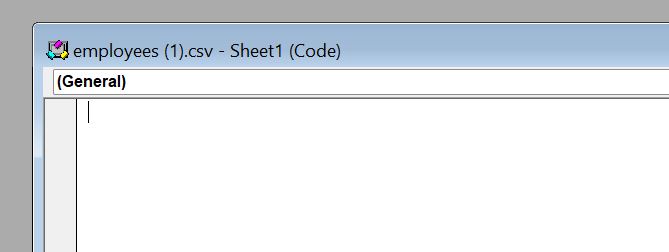 employees (1).csv - Sheet1 (Code)
(General)